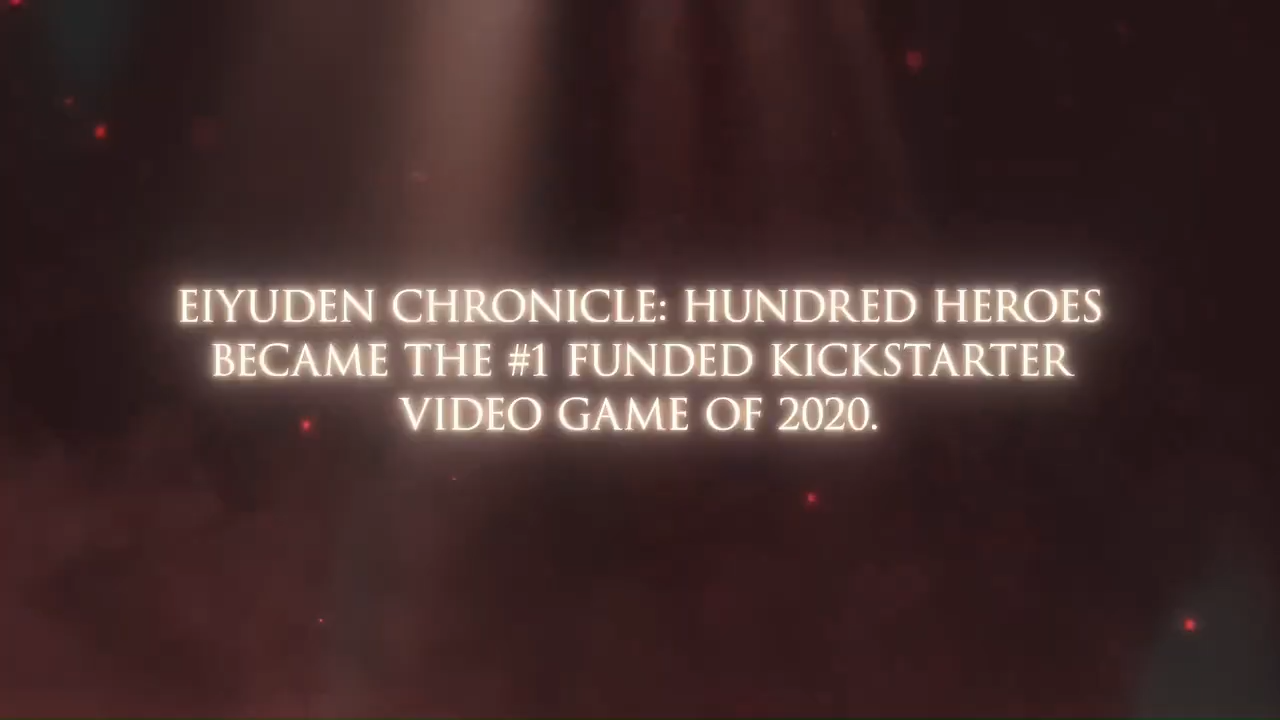 EIYUDEN CHRONICLE: HUNDRED HEROES
BECAME THE #1 FUNDED KICKSTARTER
VIDEO GAME OF 2020.